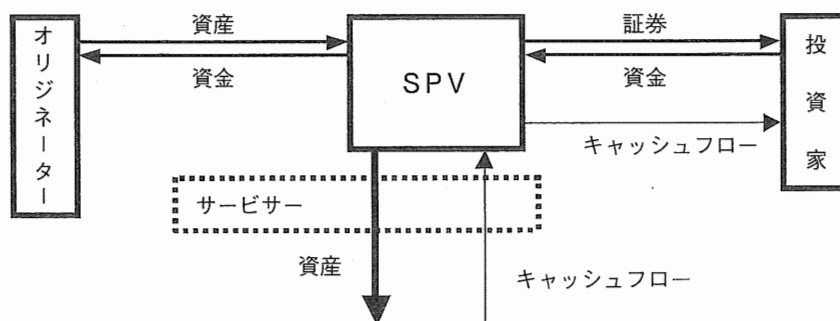 オリジネーター
資産
資金
SPV
証券
資金
キャッシュフロー
投資家
サービサー
資産
キャッシュフロー